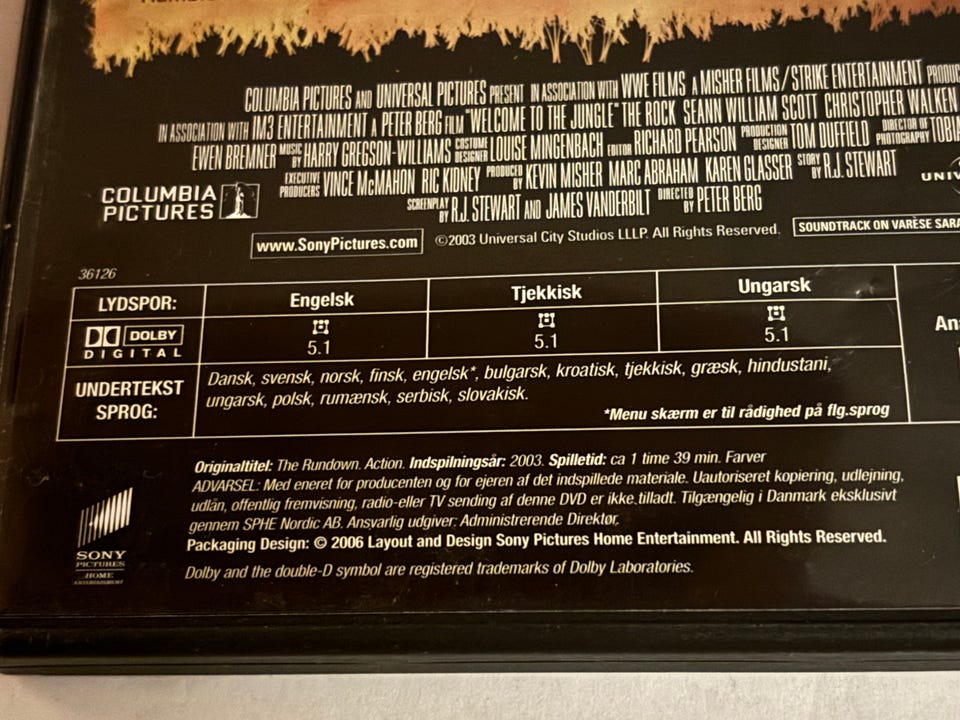 COLUMBIA PICTURES AND UNIVERSAL PICTURES PRESENT IN ASSOCIATION WITH WWE FILMS A MISHER FILMS/STRIKE ENTERTAINMENT
IN ASSOCIATION WITH IM3 ENTERTAINMENT A PETER BERG FILM "WELCOME TO THE JUNGLE" THE ROCK SEANN WILLIAM SCOTT CHRISTOPHER WALKEN
EWEN BREMNER MUSIC BY HARRY GREGSON-WILLIAMS COSTUME DESIGNER LOUISE MINGENBACH EDITOR RICHARD PEARSON PRODUCTION DESIGNER TOM DUFFIELD DIRECTOR OF PHOTOGRAPHY TOBIA
EXECUTIVE PRODUCERS VINCE McMAHON RIC KIDNEY PRODUCED BY KEVIN MISHER MARC ABRAHAM KAREN GLASSER STORY BY R.J. STEWART
SCREENPLAY BY R.J. STEWART AND JAMES VANDERBILT DIRECTED BY PETER BERG
COLUMBIA
PICTURES
UNIV
www.SonyPictures.com ©2003 Universal City Studios LLLP. All Rights Reserved. SOUNDTRACK ON VARÈSE SARA
36126
LYDSPOR: Engelsk Tjekkisk Ungarsk
DOLBY
DIGITAL
5.1 5.1 5.1
An
UNDERTEKST
SPROG:
Dansk, svensk, norsk, finsk, engelsk*, bulgarsk, kroatisk, tjekkisk, græsk, hindustani,
ungarsk, polsk, rumænsk, serbisk, slovakisk.
*Menu skærm er til rådighed på flg.sprog
Originaltitel: The Rundown. Action. Indspilningsår: 2003. Spilletid: ca 1 time 39 min. Farver
ADVARSEL: Med eneret for producenten og for ejeren af det indspillede materiale. Uautoriseret kopiering, udlejning,
udlån, offentlig fremvisning, radio-eller TV sending af denne DVD er ikke.tilladt. Tilgængelig i Danmark eksklusivt
gennem SPHE Nordic AB. Ansvarlig udgiver: Administrerende Direktør,
Packaging Design: © 2006 Layout and Design Sony Pictures Home Entertainment. All Rights Reserved.
Dolby and the double-D symbol are registered trademarks of Dolby Laboratories.
SONY
PICTURES
HOME
ENTERTAINMENT